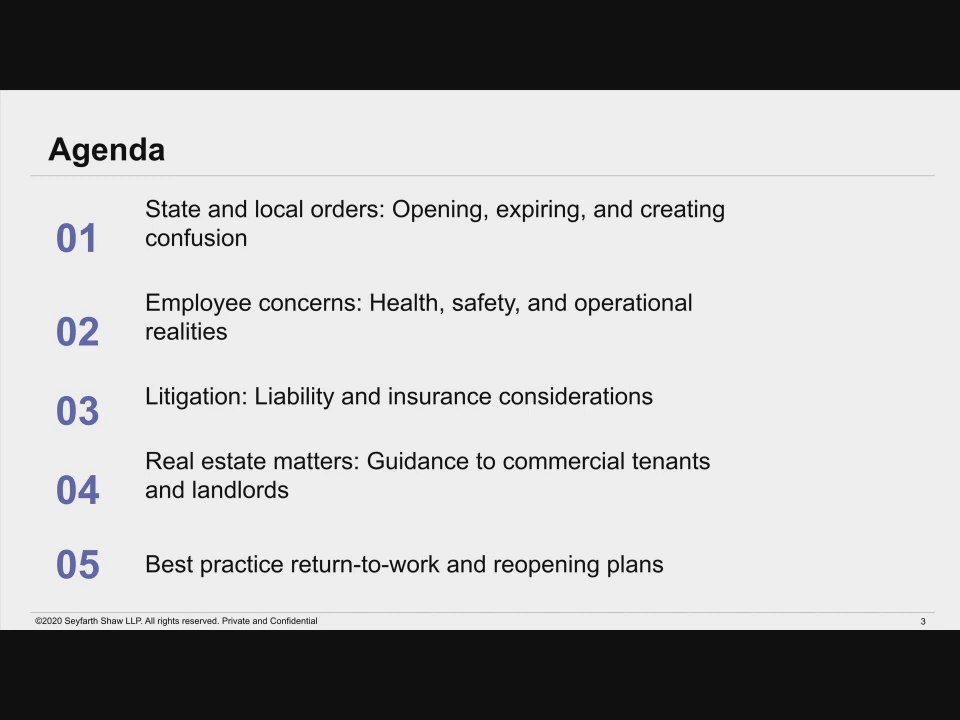 Agenda
01
State and local orders: Opening, expiring, and creating
confusion
02
Employee concerns: Health, safety, and operational
realities
03
Litigation: Liability and insurance considerations
04
Real estate matters: Guidance to commercial tenants
and landlords
05
Best practice return-to-work and reopening plans
©2020 Seyfarth Shaw LLP. All rights reserved. Private and Confidential
3